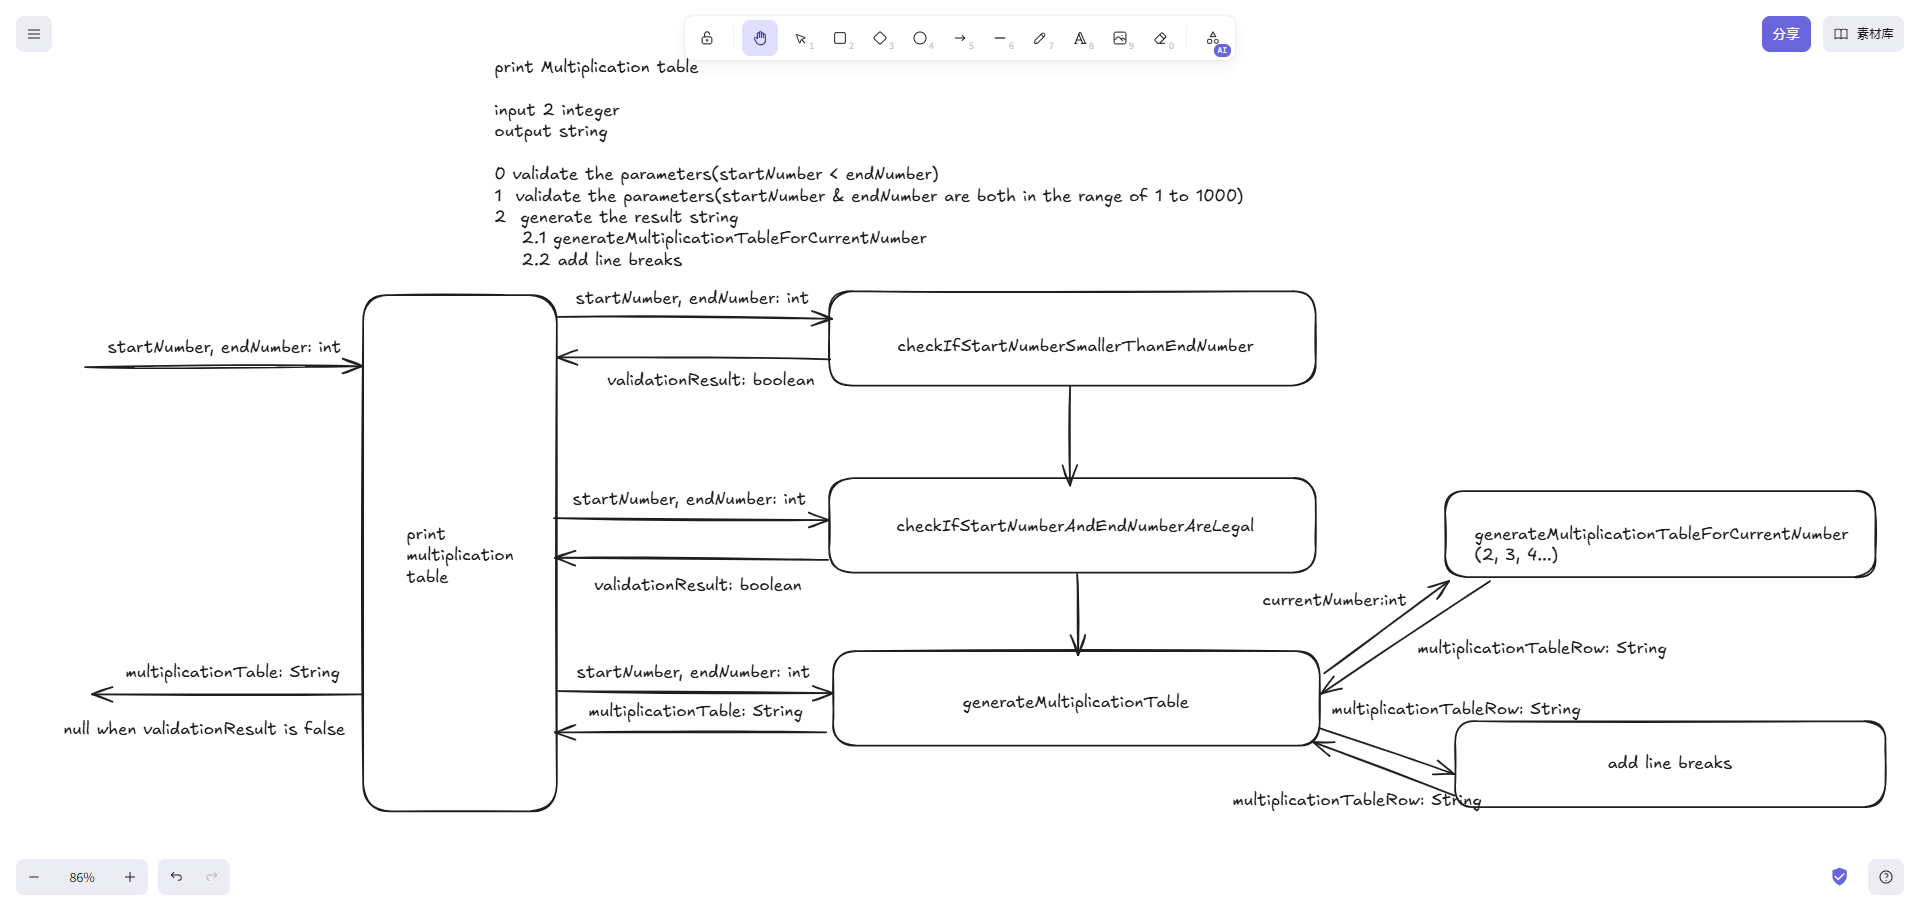 分享
素材库
1
2
3
4
5
6
7
8
9
0
AI
print Multiplication table
input 2 integer
output string
0 validate the parameters(startNumber < endNumber)
1 validate the parameters(startNumber & endNumber are both in the range of 1 to 1000)
2 generate the result string
2.1 generateMultiplicationTableForCurrentNumber
2.2 add line breaks
startNumber, endNumber: int
startNumber, endNumber: int
checkIfStartNumberSmallerThanEndNumber
validationResult: boolean
startNumber, endNumber: int
checkIfStartNumberAndEndNumberAreLegal
validationResult: boolean
print
multiplication
table
generateMultiplicationTableForCurrentNumber
(2, 3, 4...)
currentNumber:int
multiplicationTableRow: String
multiplicationTable: String
null when validationResult is false
startNumber, endNumber: int
multiplicationTable: String
generateMultiplicationTable
multiplicationTableRow: String
add line breaks
multiplicationTableRow: String
86%